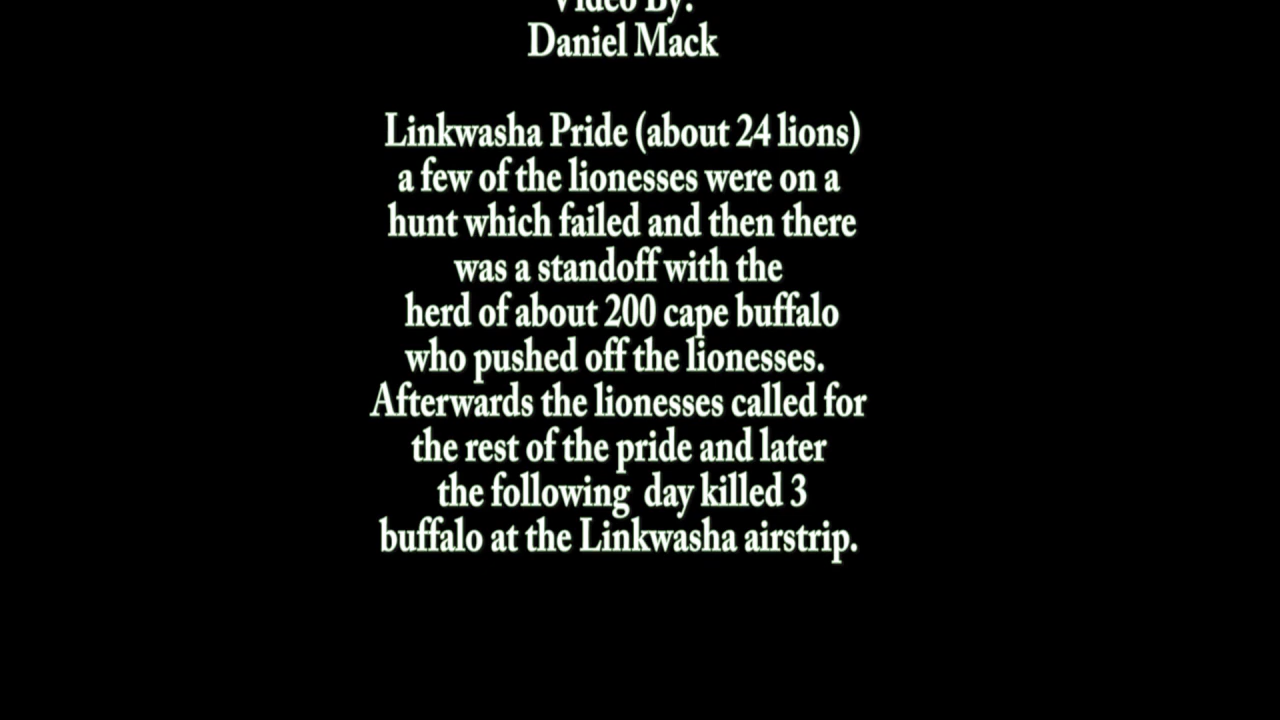 Video By:
Daniel Mack
Linkwasha Pride (about 24 lions)
a few of the lionesses were on a
hunt which failed and then there
was a standoff with the
herd of about 200 cape buffalo
who pushed off the lionesses.
Afterwards the lionesses called for
the rest of the pride and later
the following  day killed 3
buffalo at the Linkwasha airstrip.